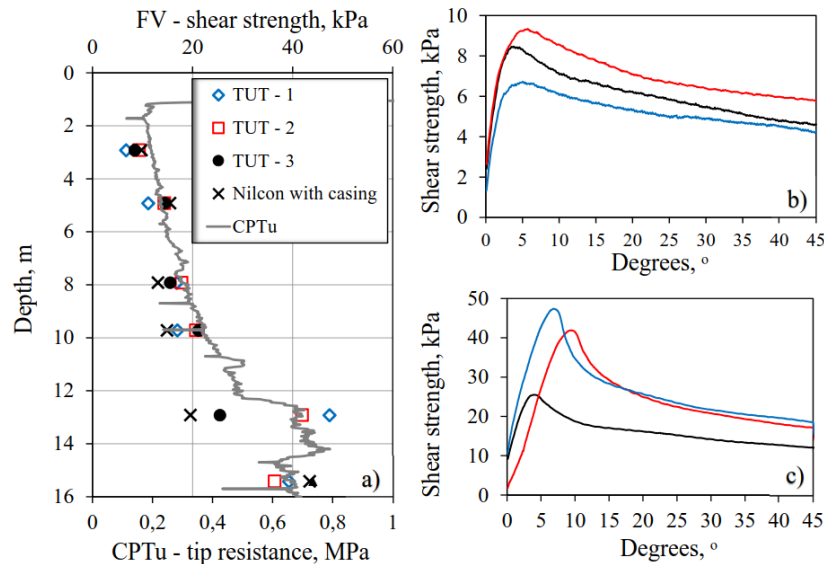 FV - shear strength, kPa
0 20 40 60
0
2
4
6
8
10
12
14
16
Depth, m
TUT - 1
TUT - 2
TUT - 3
Nilcon with casing
CPTu
a)
0 0,2 0,4 0,6 0,8 1
CPTu - tip resistance, MPa
10
8
6
4
2
0
Shear strength, kPa
b)
0 5 10 15 20 25 30 35 40 45
Degrees, °
50
40
30
20
10
0
Shear strength, kPa
c)
0 5 10 15 20 25 30 35 40 45
Degrees, °